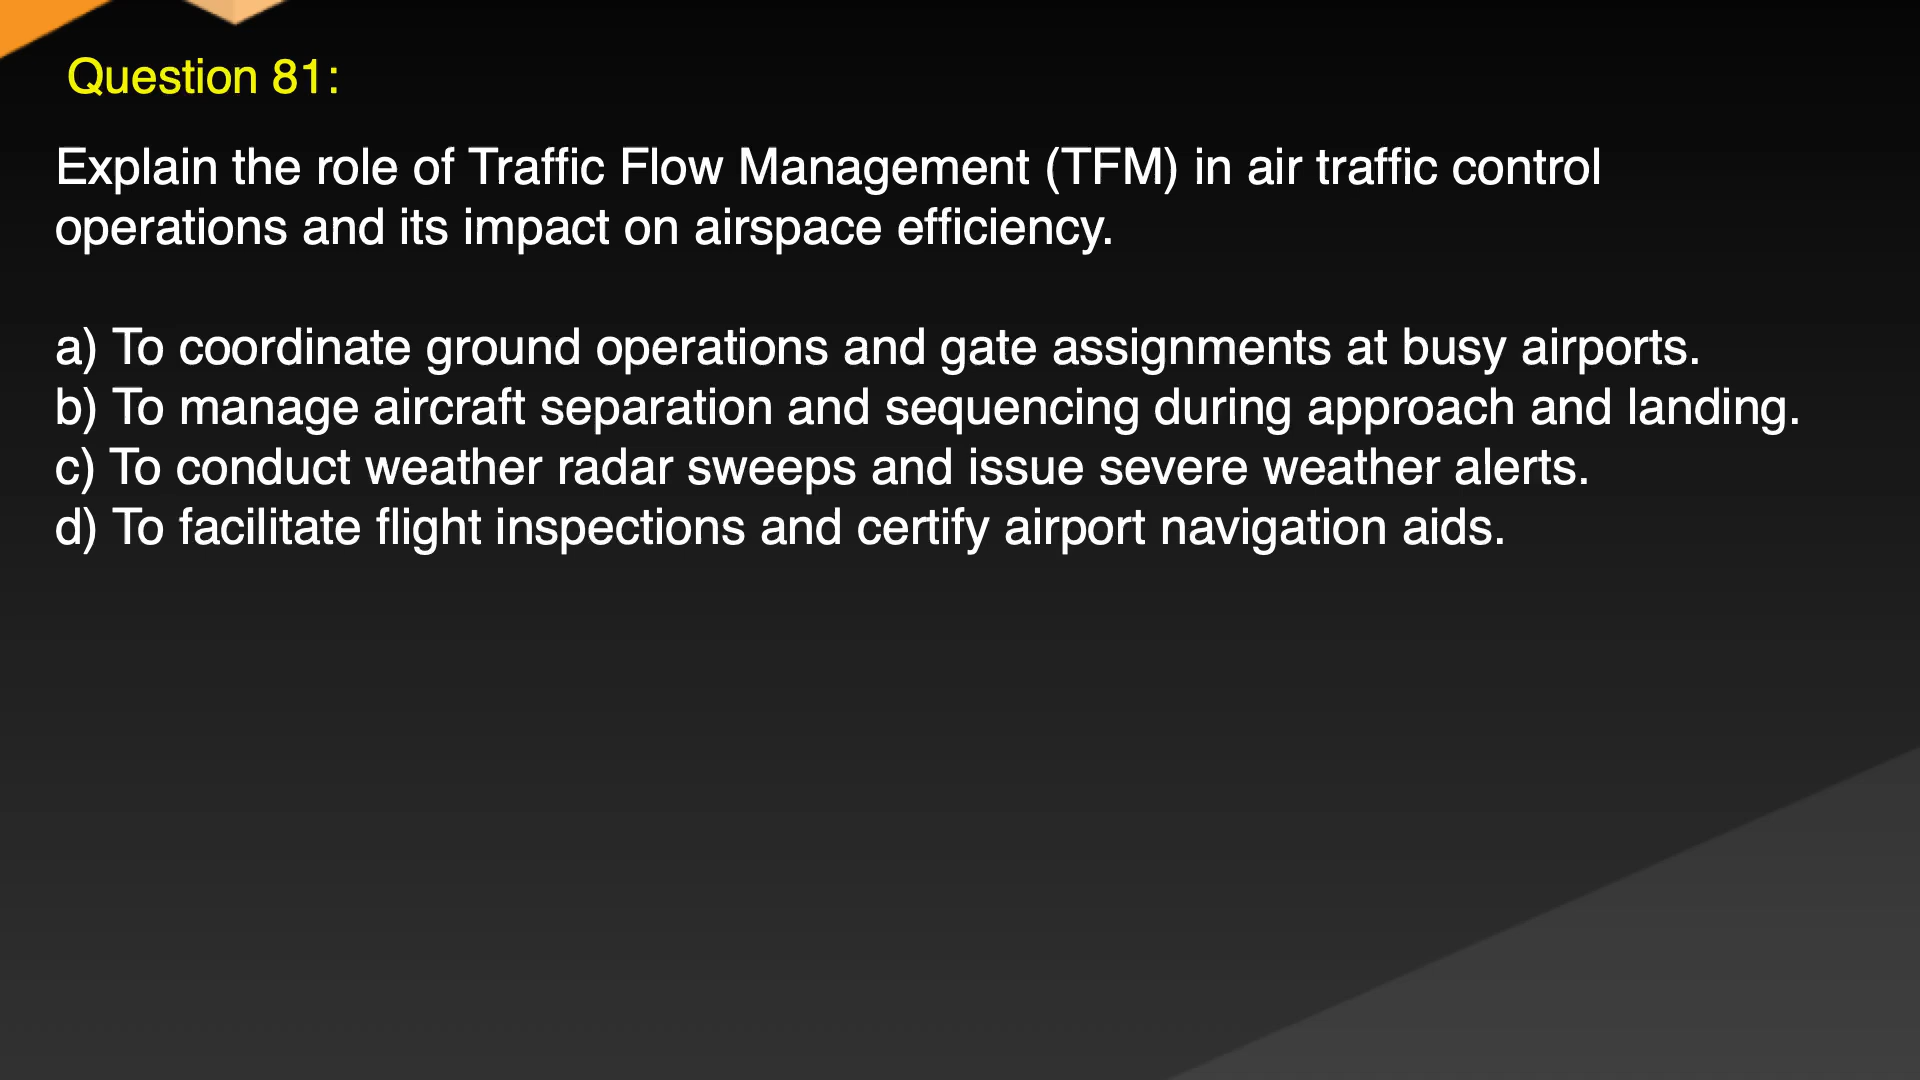 Question 81:
Explain the role of Traffic Flow Management (TFM) in air traffic control
operations and its impact on airspace efficiency.
a) To coordinate ground operations and gate assignments at busy airports.
b) To manage aircraft separation and sequencing during approach and landing.
c) To conduct weather radar sweeps and issue severe weather alerts.
d) To facilitate flight inspections and certify airport navigation aids.